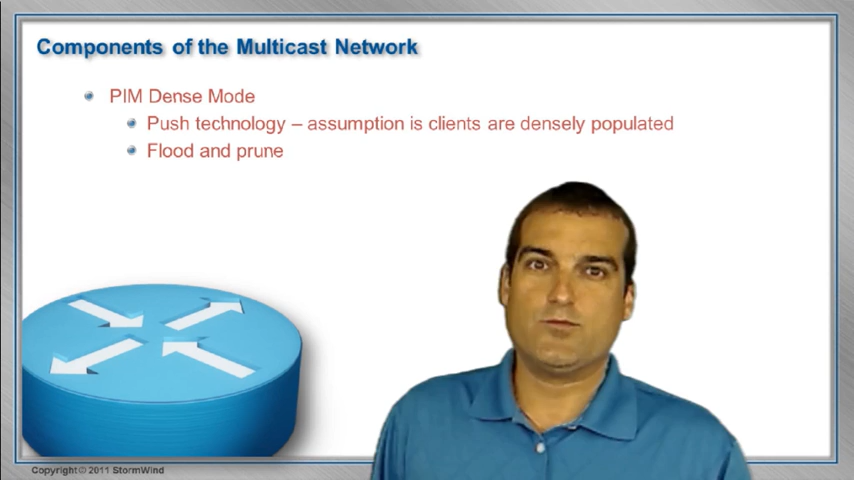 Components of the Multicast Network
PIM Dense Mode
Push technology – assumption is clients are densely populated
Flood and prune
Copyright © 2011 StormWind